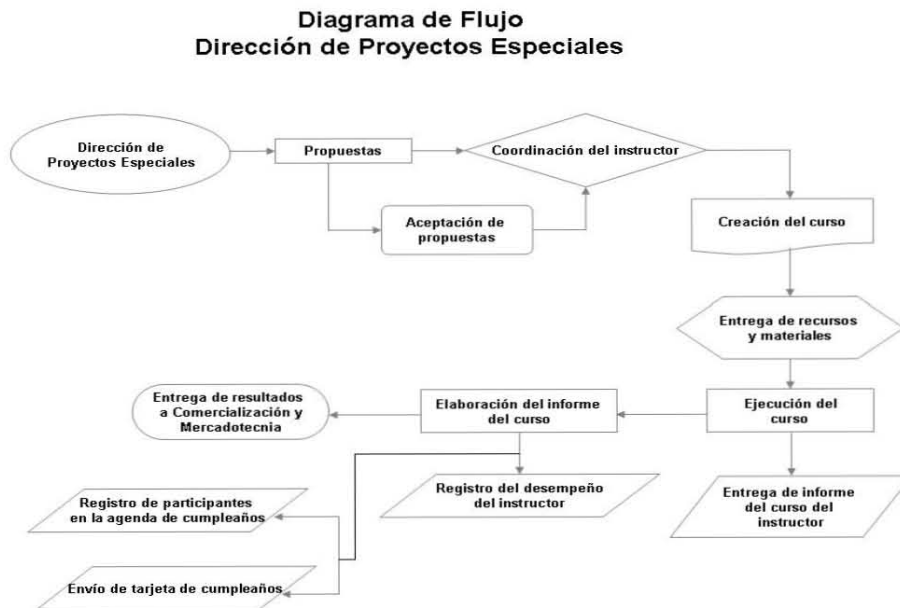 Diagrama de Flujo
Dirección de Proyectos Especiales
Dirección de
Proyectos Especiales
Propuestas
Coordinación del instructor
Aceptación de
propuestas
Creación del curso
Entrega de recursos
y materiales
Entrega de resultados
a Comercialización y
Mercadotecnia
Elaboración del informe
del curso
Ejecución del
curso
Registro de participantes
en la agenda de cumpleaños
Registro del desempeño
del instructor
Entrega de informe
del curso del
instructor
Envío de tarjeta de cumpleaños